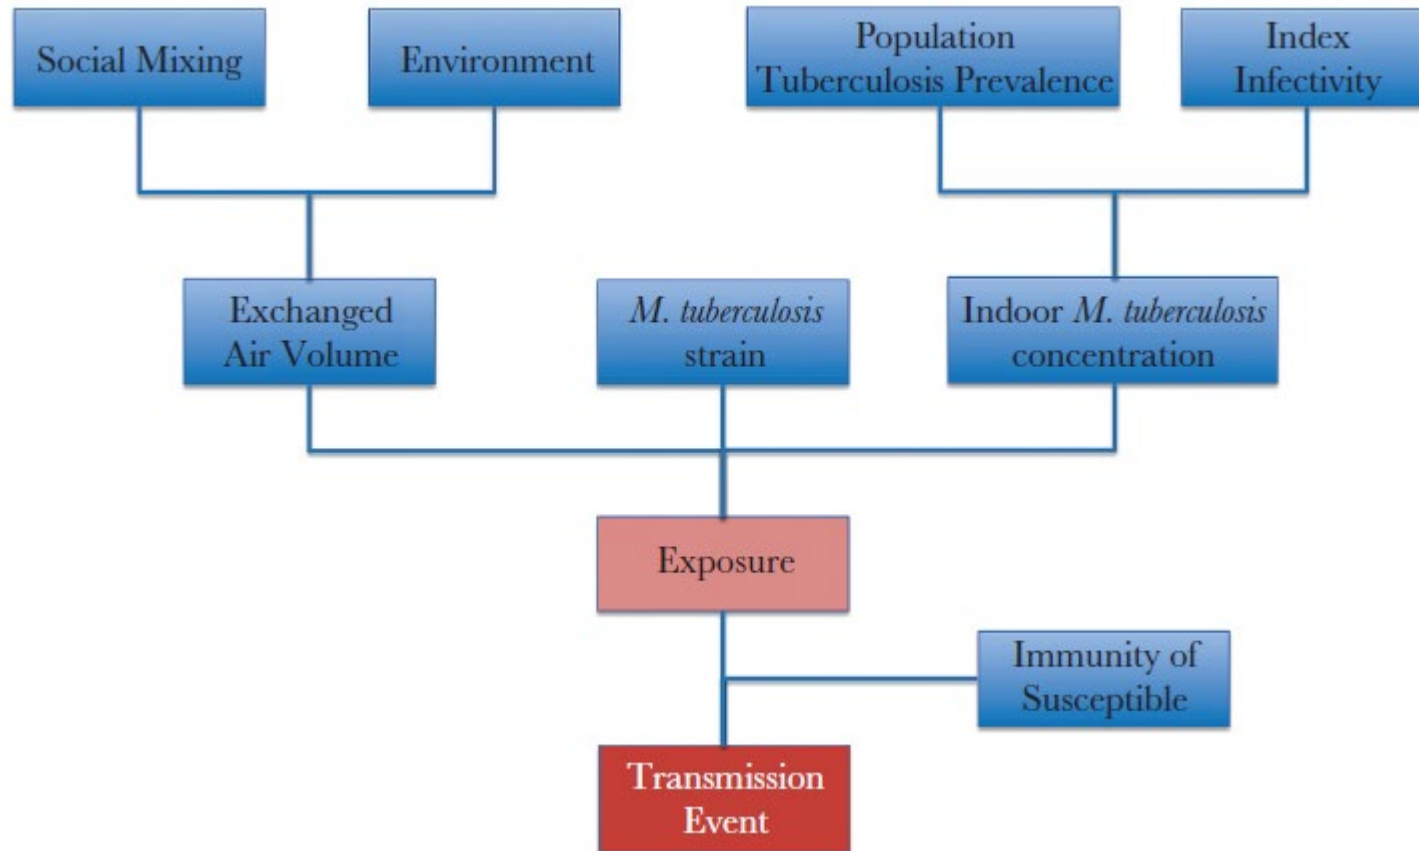 Social Mixing
Environment
Population
Tuberculosis Prevalence
Index
Infectivity
Exchanged
Air Volume
M. tuberculosis
strain
Indoor M. tuberculosis
concentration
Exposure
Immunity of
Susceptible
Transmission
Event